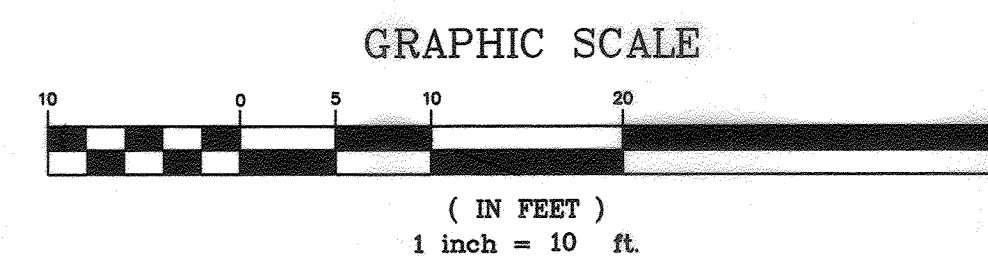 GRAPHIC SCALE
10 0 5 10 20
( IN FEET )
1 inch = 10 ft.